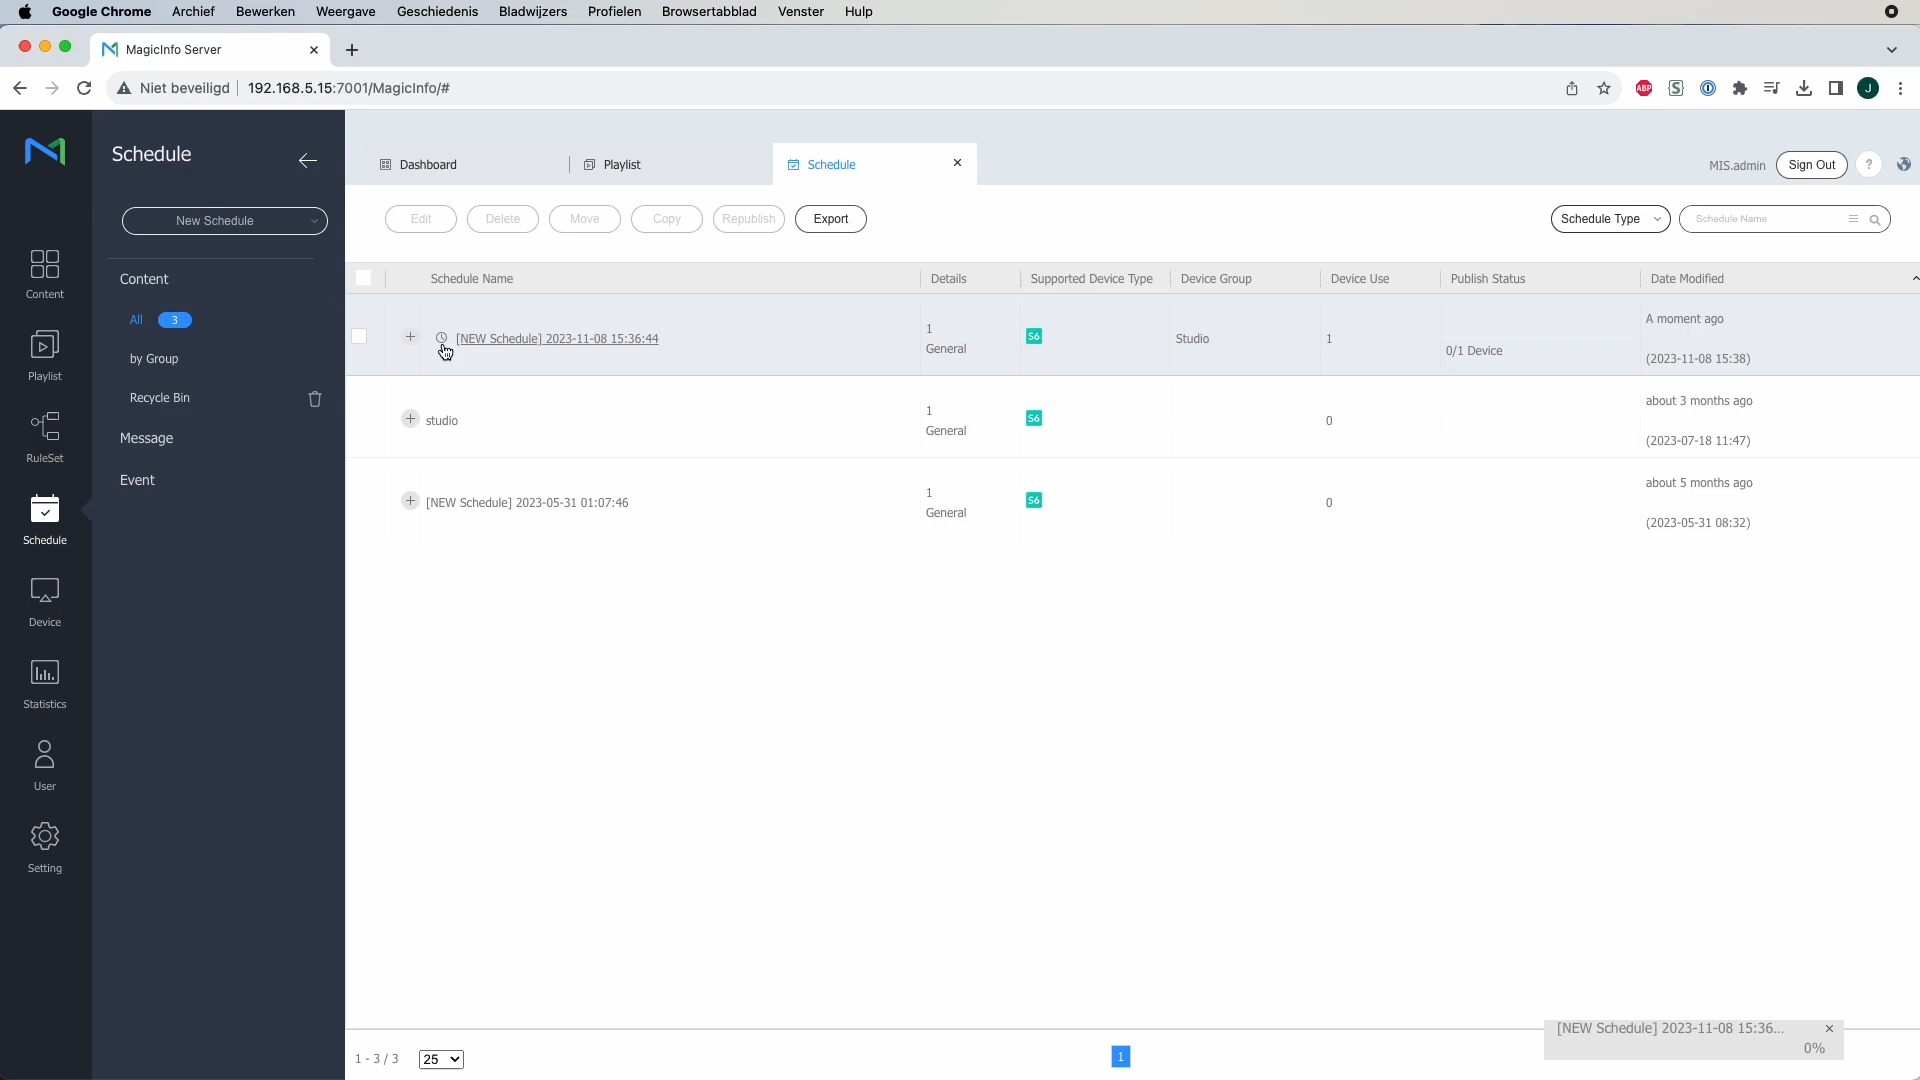 Google Chrome Archief Bewerken Weergave Geschiedenis Bladwijzers Profielen Browsertabblad Venster Hulp
MagicInfo Server
Niet beveiligd 192.168.5.15:7001/MagicInfo/#
ABP
S
J
Schedule
Dashboard
Playlist
Schedule
MIS.admin
Sign Out
?
New Schedule
Edit
Delete
Move
Copy
Republish
Export
Schedule Type
Schedule Name
Content
Playlist
RuleSet
Schedule
Device
Statistics
User
Setting
Content
All 3
by Group
Recycle Bin
Message
Event
Schedule Name
Details
Supported Device Type
Device Group
Device Use
Publish Status
Date Modified
[NEW Schedule] 2023-11-08 15:36:44
1
General
S6
Studio
1
0/1 Device
A moment ago
(2023-11-08 15:38)
studio
1
General
S6
0
about 3 months ago
(2023-07-18 11:47)
[NEW Schedule] 2023-05-31 01:07:46
1
General
S6
0
about 5 months ago
(2023-05-31 08:32)
1 - 3 / 3
25
1
[NEW Schedule] 2023-11-08 15:36...
0%